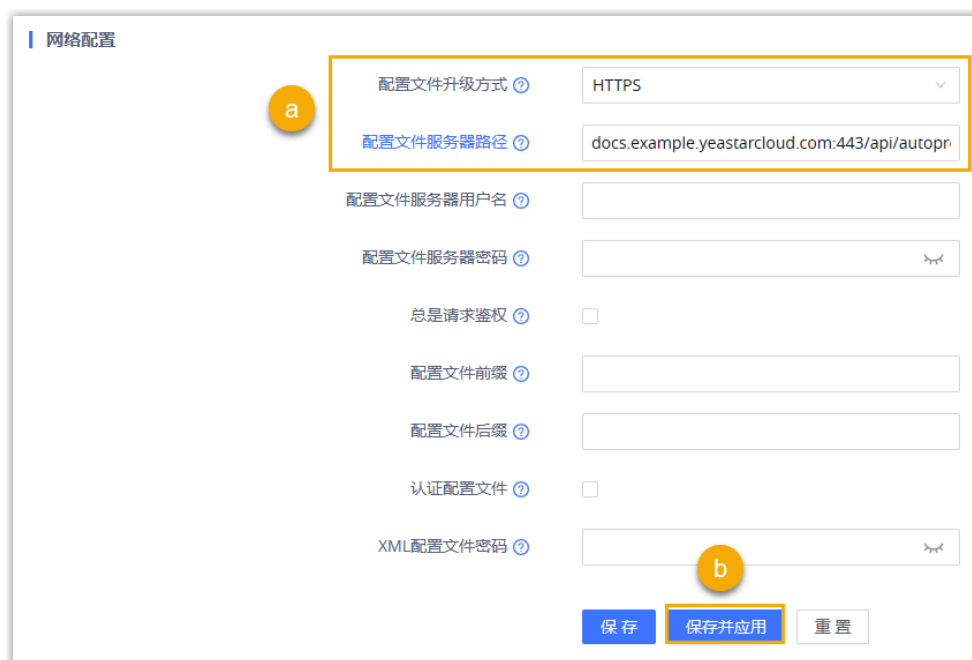 网络配置
a
配置文件升级方式 ?
HTTPS
配置文件服务器路径 ?
docs.example.yeastarcloud.com:443/api/autopr
配置文件服务器用户名 ?
配置文件服务器密码 ?
总是请求鉴权 ?
配置文件前缀 ?
配置文件后缀 ?
认证配置文件 ?
XML配置文件密码 ?
b
保存 保存并应用 重置